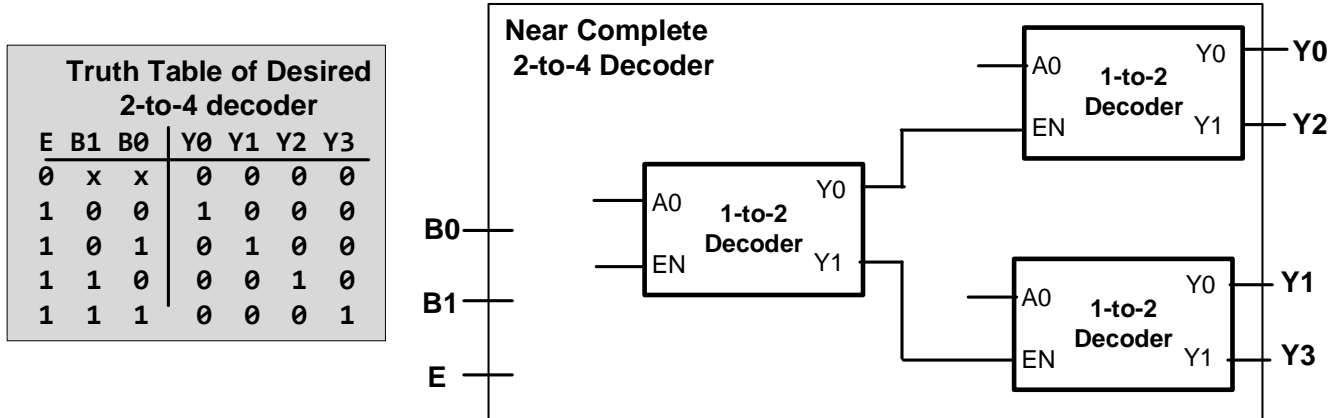 Truth Table of Desired
2-to-4 decoder
E B1 B0 Y0 Y1 Y2 Y3
0 x x 0 0 0 0
1 0 0 1 0 0 0
1 0 1 0 1 0 0
1 1 0 0 0 1 0
1 1 1 0 0 0 1
Near Complete
2-to-4 Decoder
B0
B1
E
A0
EN
1-to-2
Decoder
Y0
Y1
A0
EN
1-to-2
Decoder
Y0
Y1
Y0
Y2
A0
EN
1-to-2
Decoder
Y0
Y1
Y1
Y3